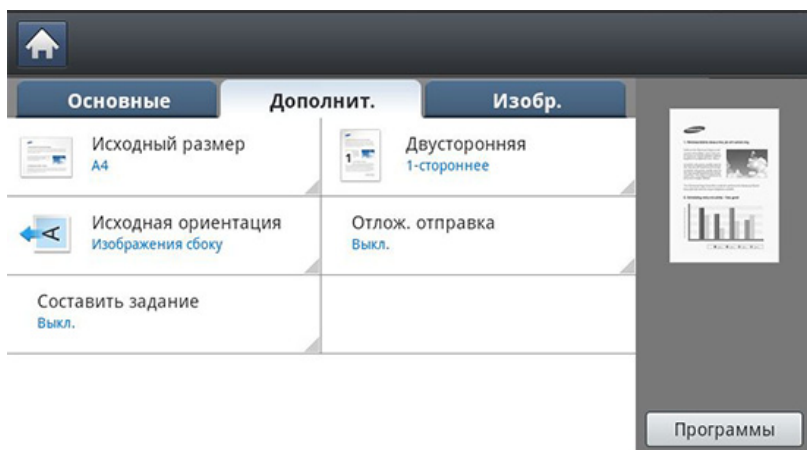 Основные
Дополнит.
Изобр.
Исходный размер
A4
Двусторонняя
1-стороннее
Исходная ориентация
Изображения сбоку
Отлож. отправка
Выкл.
Составить задание
Выкл.
Программы